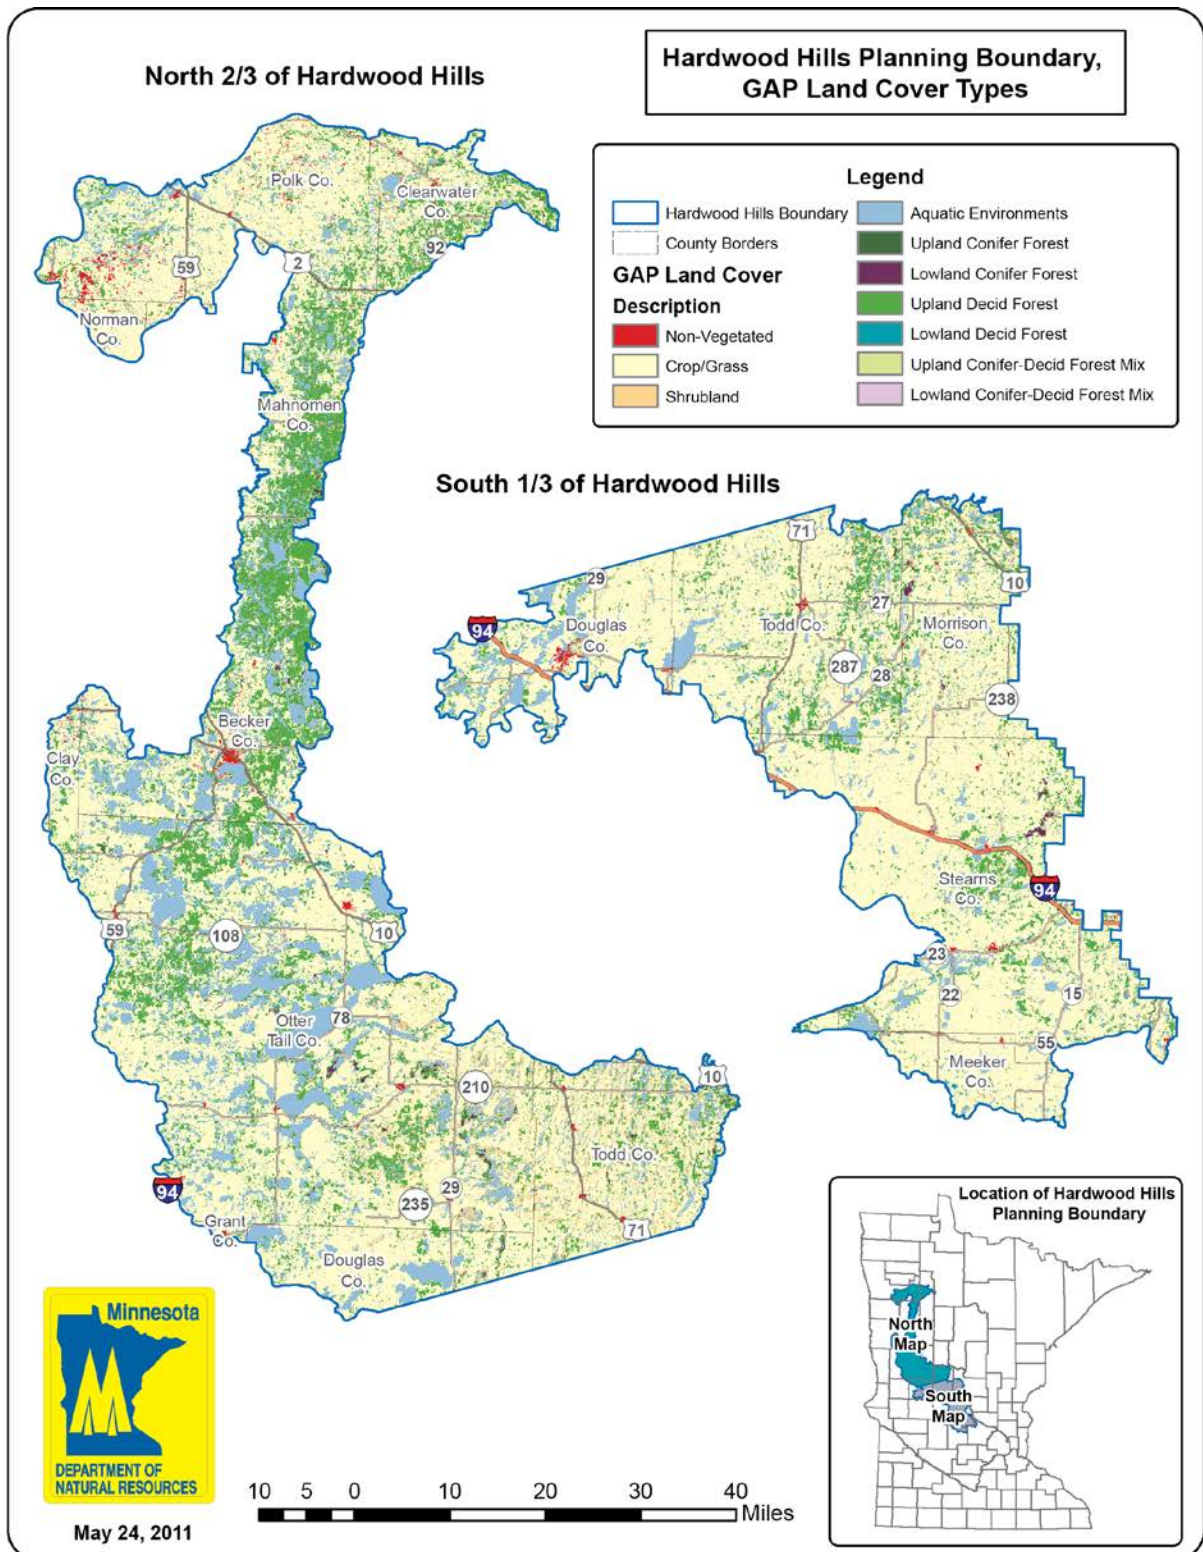 Hardwood Hills Planning Boundary,
GAP Land Cover Types
North 2/3 of Hardwood Hills
Legend
Hardwood Hills Boundary
County Borders
GAP Land Cover
Description
Non-Vegetated
Crop/Grass
Shrubland
Aquatic Environments
Upland Conifer Forest
Lowland Conifer Forest
Upland Decid Forest
Lowland Decid Forest
Upland Conifer-Decid Forest Mix
Lowland Conifer-Decid Forest Mix
Polk Co.
Clearwater
Co.
92
59
2
Norman
Co.
Mahnomen
Co.
Becker
Co.
Clay
Co.
59
108
10
Otter
Tail Co.
78
210
10
Todd Co.
94
235
29
71
Grant
Co.
Douglas
Co.
South 1/3 of Hardwood Hills
71
29
10
94
Douglas
Co.
Todd Co.
27
Morrison
Co.
287
28
238
Stearns
Co.
94
23
22
15
55
Meeker
Co.
Location of Hardwood Hills
Planning Boundary
North
Map
South
Map
Minnesota
DEPARTMENT OF
NATURAL RESOURCES
May 24, 2011
10 5 0 10 20 30 40
Miles